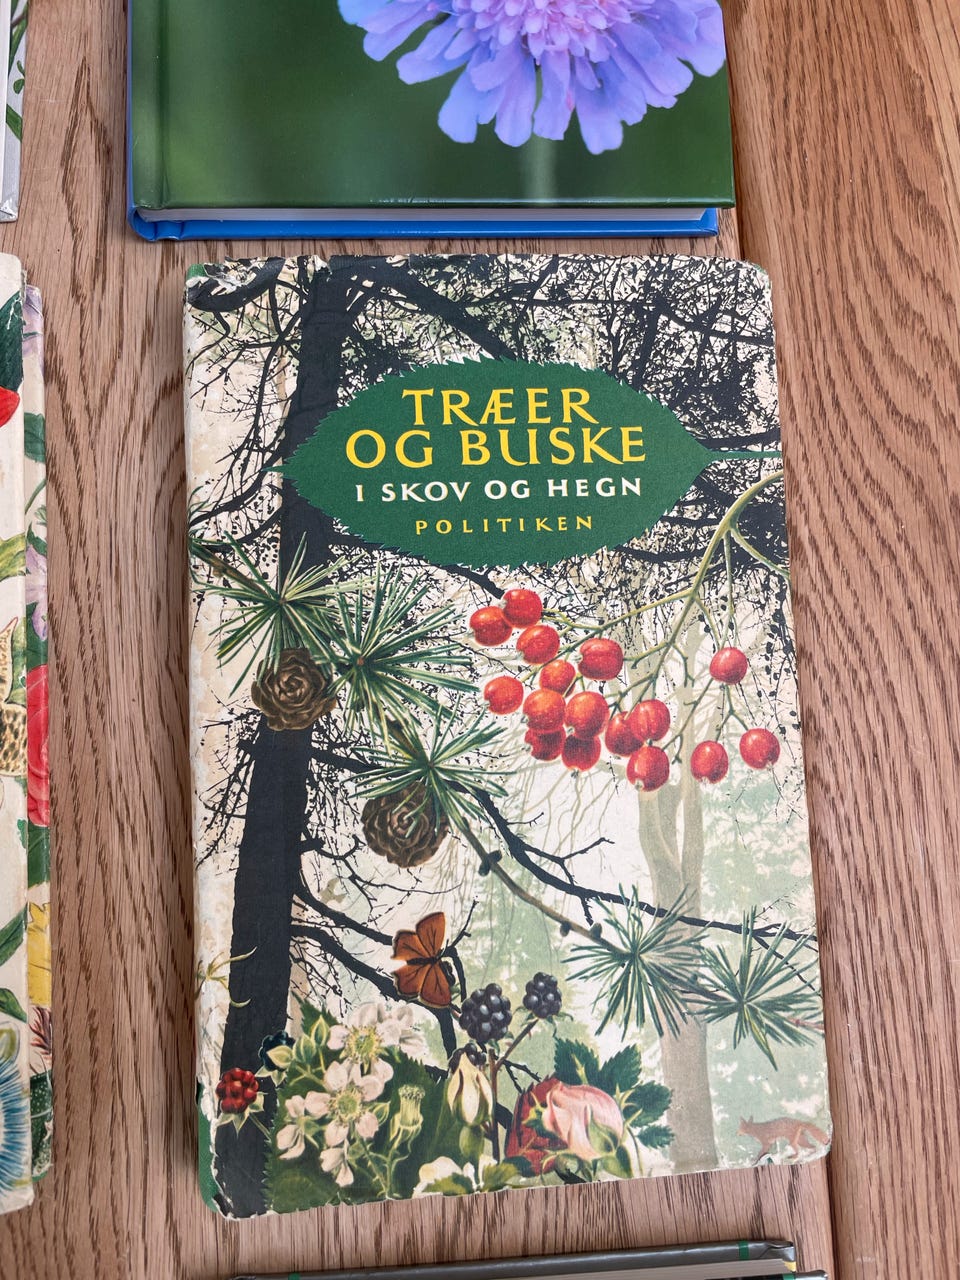 TRÆER
OG BUSKE
I SKOV OG HEGN
POLITIKEN